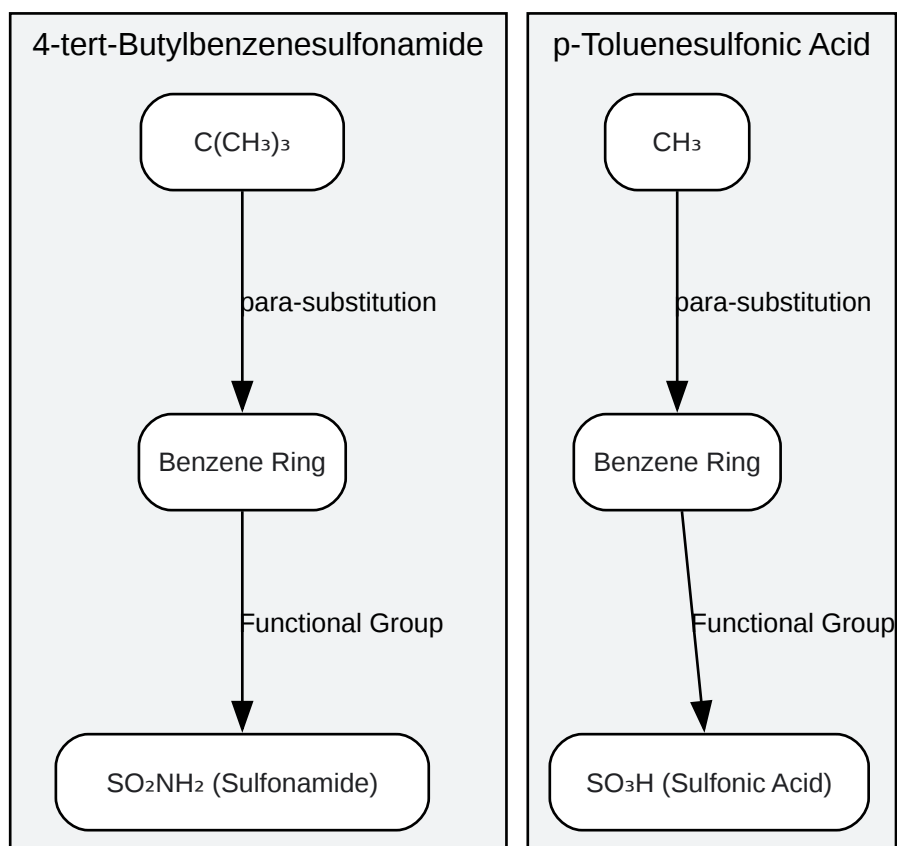 4-tert-Butylbenzenesulfonamide
C(CH₃)₃
para-substitution
Benzene Ring
Functional Group
SO₂NH₂ (Sulfonamide)
p-Toluenesulfonic Acid
CH₃
para-substitution
Benzene Ring
Functional Group
SO₃H (Sulfonic Acid)